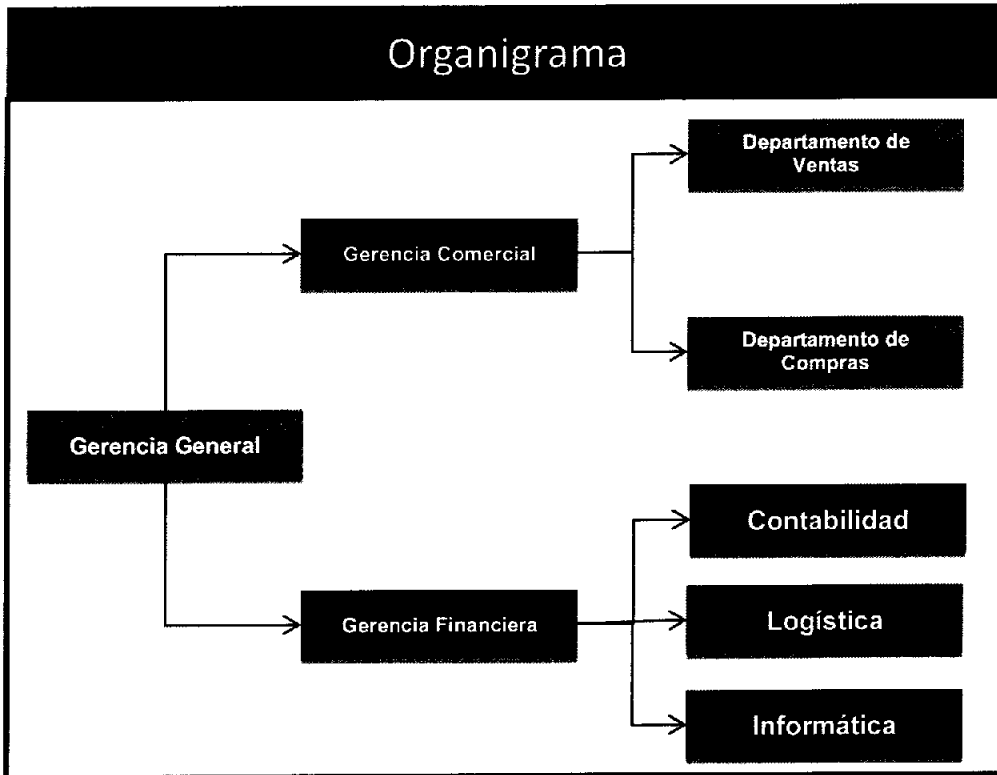 Organigrama
Departamento de
Ventas
Gerencia Comercial
Departamento de
Compras
Gerencia General
Contabilidad
Gerencia Financiera
Logística
Informática